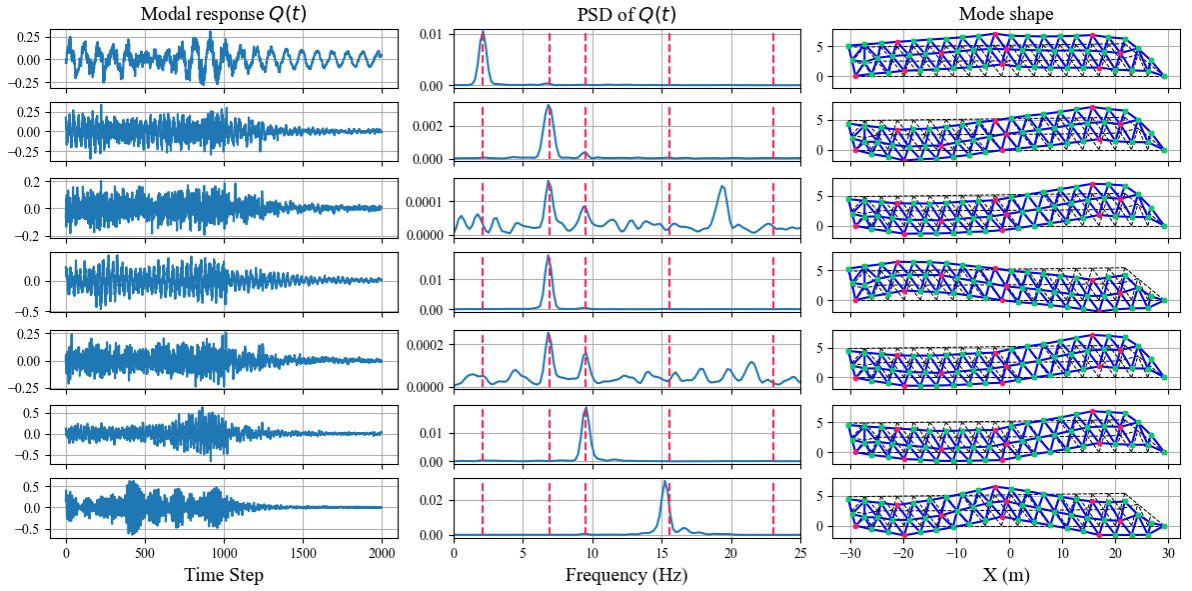 Modal response Q(t) PSD of Q(t) Mode shape
0.25 0.01 5
0.00
−0.25 0.00 0
0.25 0.002 5
0.00
−0.25 0.000 0
0.2 0.0001 5
0.0
−0.2 0.0000 0
0.0 0.01 5
−0.5 0.00 0
0.25 0.0002 5
0.00
−0.25 0.0000 0
0.5 0.01 5
0.0
−0.5 0.00 0
0.5 0.02 5
0.0
−0.5 0.00 0
0 500 1000 1500 2000 0 5 10 15 20 25 −30 −20 −10 0 10 20 30
Time Step Frequency (Hz) X (m)